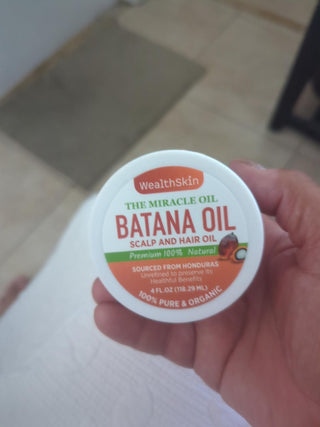 WealthSkin
THE MIRACLE OIL
BATANA OIL
SCALP AND HAIR OIL
Premium 100% Natural
SOURCED FROM HONDURAS
Unrefined to preserve its
Healthful Benefits
4 FL.OZ (118.29 ML)
100% PURE & ORGANIC